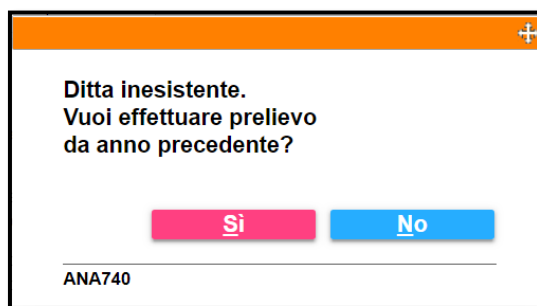 Ditta inesistente.
Vuoi effettuare prelievo
da anno precedente?
Sì
No
ANA740